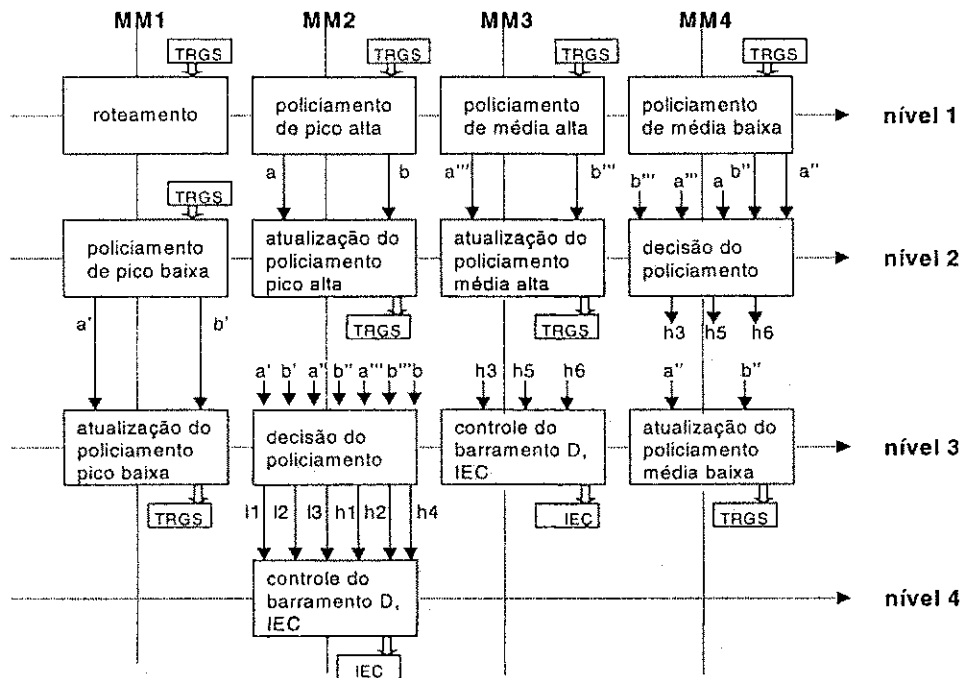 MM1 MM2 MM3 MM4
TRGS TRGS TRGS TRGS
roteamento
policiamento
de pico alta
policiamento
de média alta
policiamento
de média baixa
nível 1
a b a''' b''' b''' a''' a b'' a''
TRGS
policiamento
de pico baixa
atualização do
policiamento
pico alta
atualização do
policiamento
média alta
decisão do
policiamento
nível 2
TRGS TRGS
h3 h5 h6
a' b'
a' b' a'' b'' a''' b''' b
h3 h5 h6
a'' b''
atualização do
policiamento
pico baixa
decisão do
policiamento
controle do
barramento D,
IEC
atualização do
policiamento
média baixa
nível 3
TRGS
l1 l2 l3 h1 h2 h4
IEC
TRGS
controle do
barramento D,
IEC
nível 4
IEC